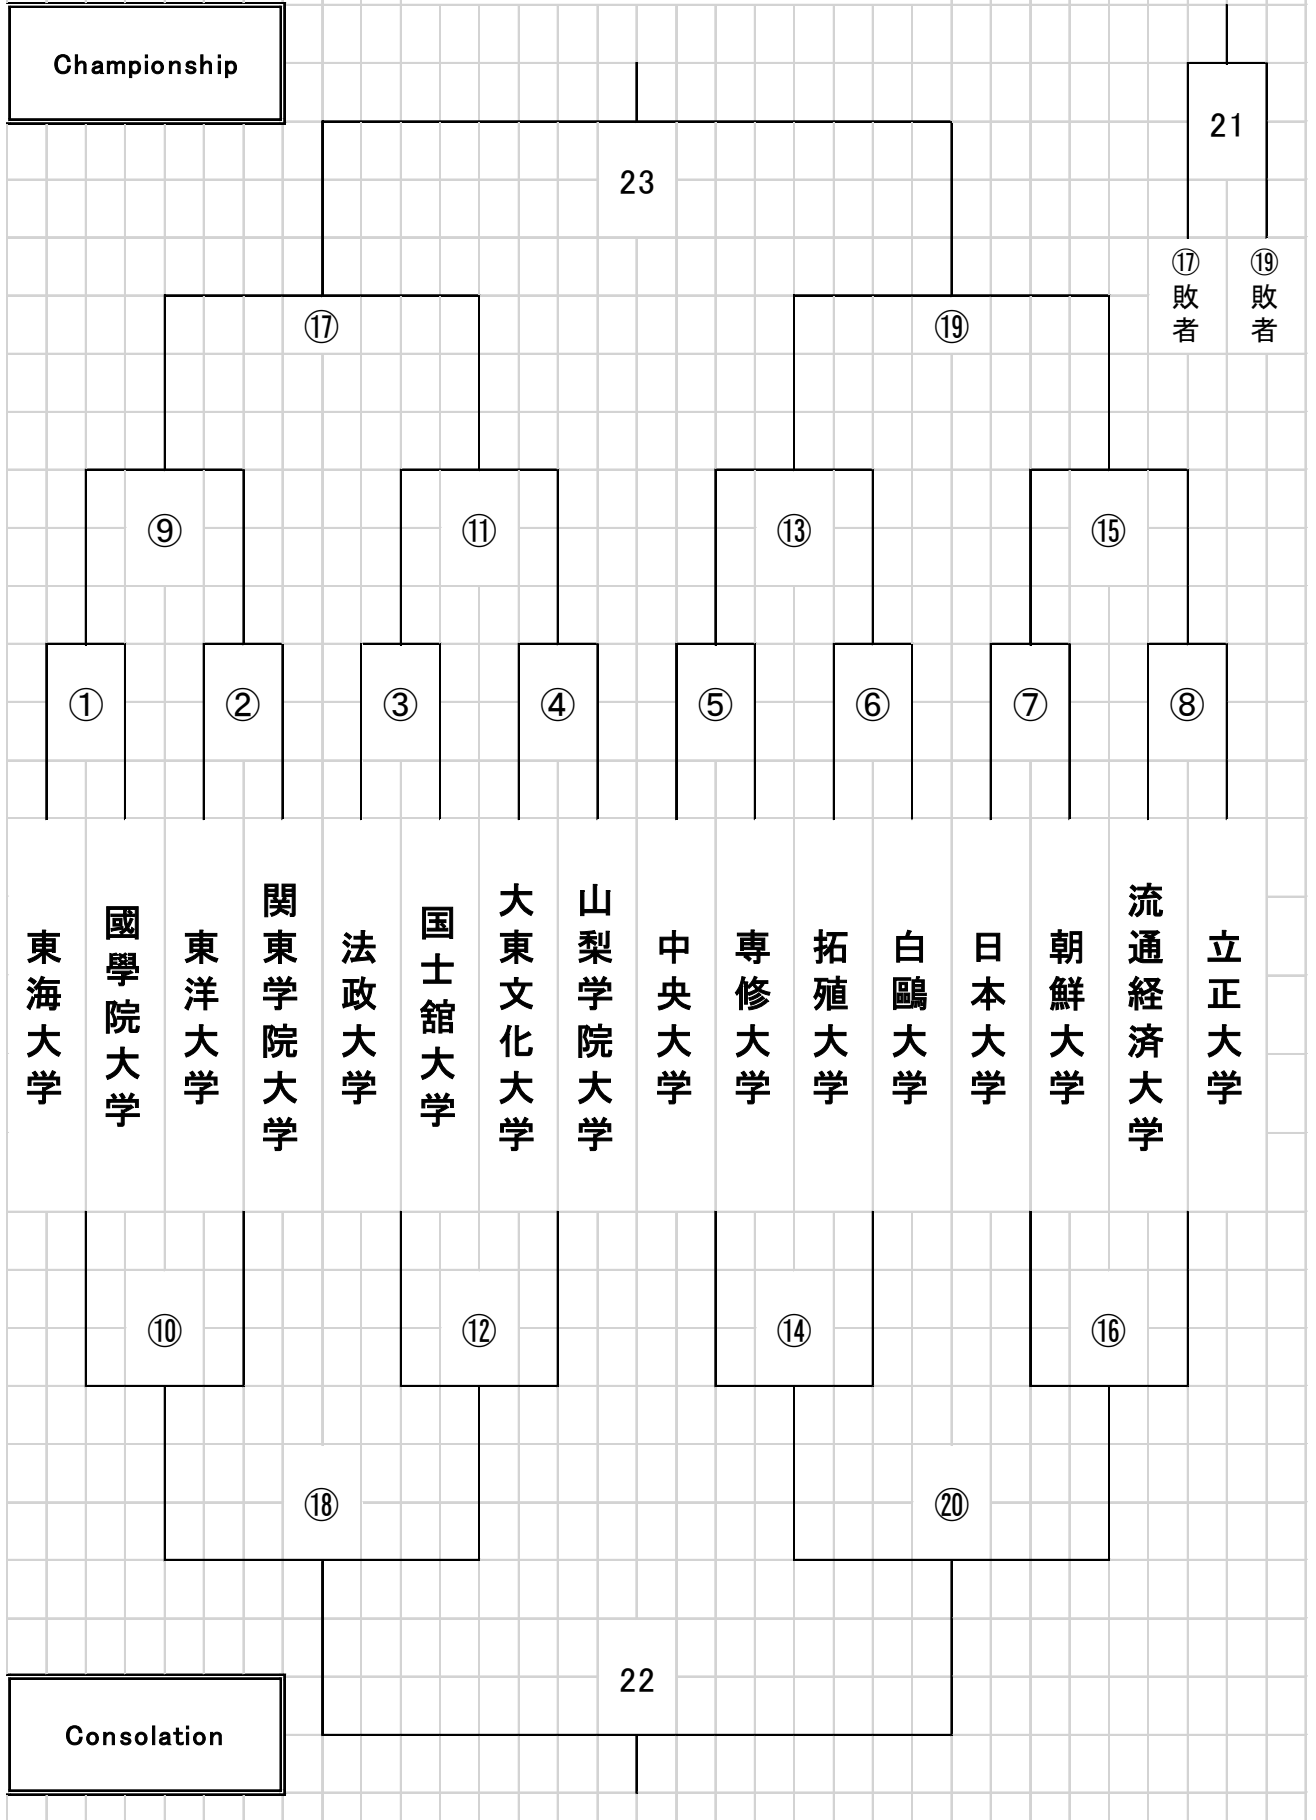 Championship
21
23
⑰敗者
⑲敗者
⑰
⑲
⑨
⑪
⑬
⑮
①
②
③
④
⑤
⑥
⑦
⑧
東海大学
國學院大学
東洋大学
関東学院大学
法政大学
国士舘大学
大東文化大学
山梨学院大学
中央大学
専修大学
拓殖大学
白鷗大学
日本大学
朝鮮大学
流通経済大学
立正大学
⑩
⑫
⑭
⑯
⑱
⑳
22
Consolation